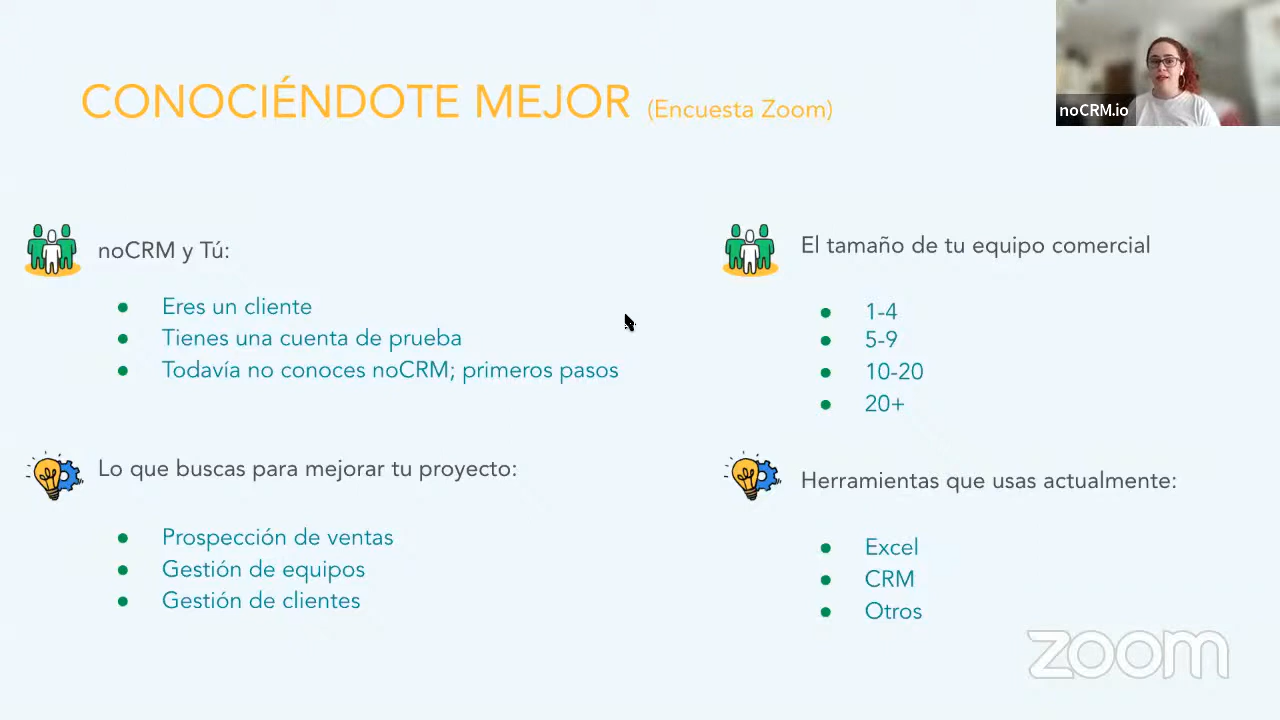 CONOCIÉNDOTE MEJOR (Encuesta Zoom)
noCRM.io
noCRM y Tú:
Eres un cliente
Tienes una cuenta de prueba
Todavía no conoces noCRM; primeros pasos
El tamaño de tu equipo comercial
1-4
5-9
10-20
20+
Lo que buscas para mejorar tu proyecto:
Prospección de ventas
Gestión de equipos
Gestión de clientes
Herramientas que usas actualmente:
Excel
CRM
Otros
zoom